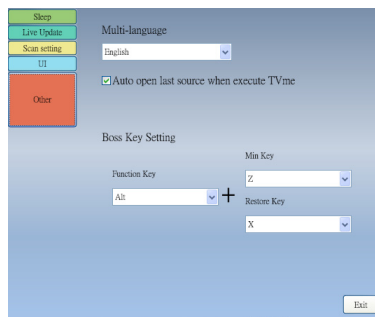 Sleep
Live Update
Scan setting
UI
Other
Multi-language
English
Auto open last source when execute TVme
Boss Key Setting
Function Key
Alt
+
Min Key
Z
Restore Key
X
Exit